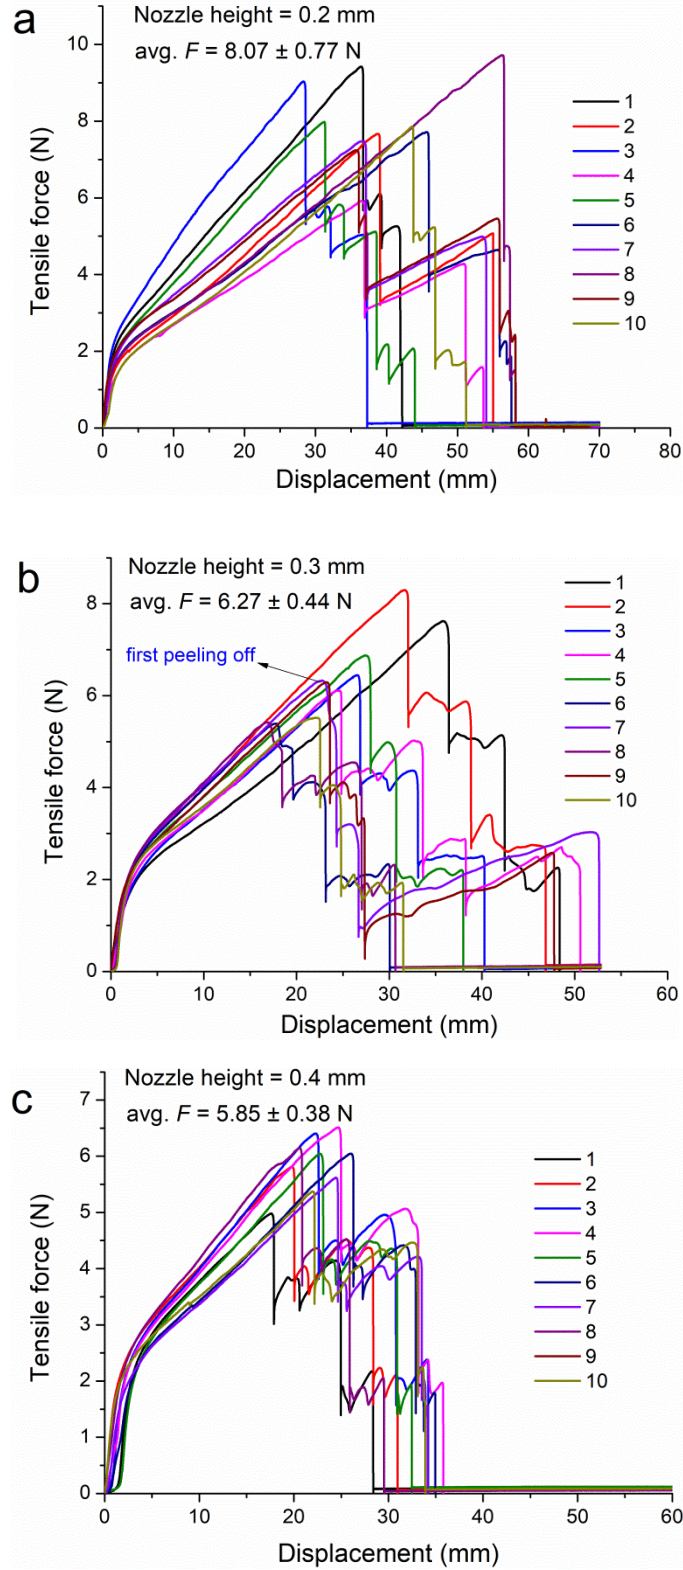 a
Nozzle height = 0.2 mm
avg. F = 8.07 ± 0.77 N
10
8
6
4
2
0
Tensile force (N)
1
2
3
4
5
6
7
8
9
10
0 10 20 30 40 50 60 70 80
Displacement (mm)
b
Nozzle height = 0.3 mm
avg. F = 6.27 ± 0.44 N
first peeling off
8
6
4
2
0
Tensile force (N)
1
2
3
4
5
6
7
8
9
10
0 10 20 30 40 50 60
Displacement (mm)
c
Nozzle height = 0.4 mm
avg. F = 5.85 ± 0.38 N
7
6
5
4
3
2
1
0
Tensile force (N)
1
2
3
4
5
6
7
8
9
10
0 10 20 30 40 50 60
Displacement (mm)